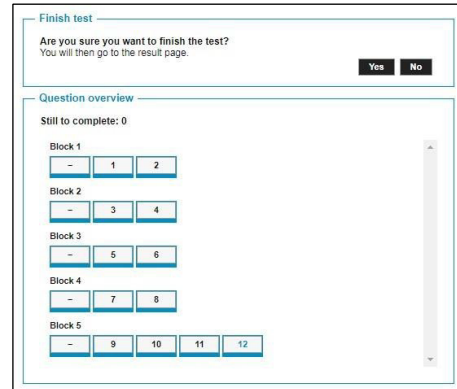 Finish test
Are you sure you want to finish the test?
You will then go to the result page.
Yes No
Question overview
Still to complete: 0
Block 1
– 1 2
Block 2
– 3 4
Block 3
– 5 6
Block 4
– 7 8
Block 5
– 9 10 11 12